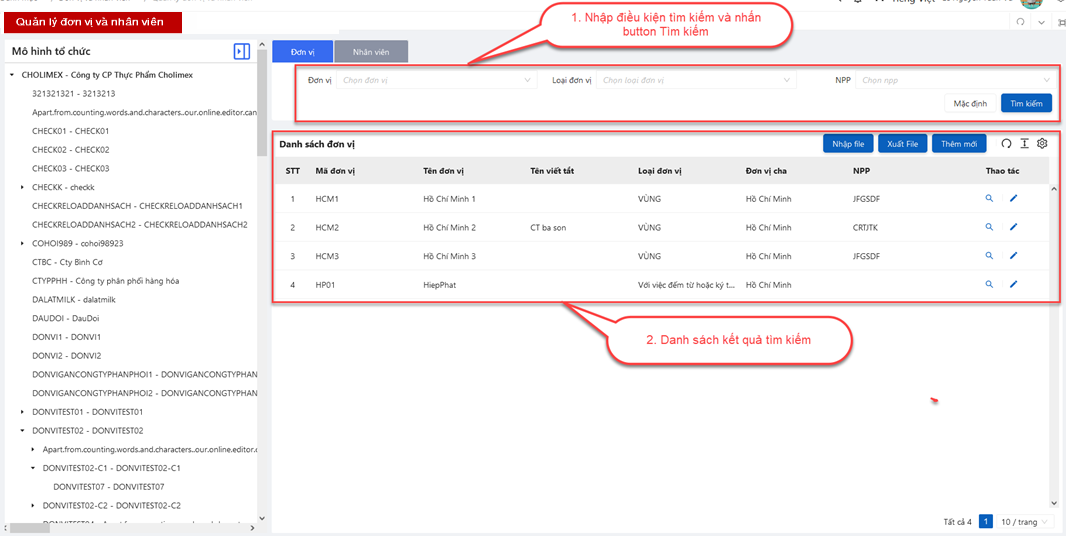 Quản lý đơn vị và nhân viên
1. Nhập điều kiện tìm kiếm và nhấn
button Tìm kiếm
Mô hình tổ chức
Đơn vị Nhân viên
CHOLIMEX - Công ty CP Thực Phẩm Cholimex
321321321 - 3213213
Apart.from.counting.words.and.characters..our.online.editor.can
CHECK01 - CHECK01
CHECK02 - CHECK02
CHECK03 - CHECK03
CHECKK - checkk
CHECKRELOADDANHSACH - CHECKRELOADDANHSACH1
CHECKRELOADDANHSACH2 - CHECKRELOADDANHSACH2
COHOI989 - cohoi98923
CTBC - Cty Bình Cơ
CTYPPHH - Công ty phân phối hàng hóa
DALATMILK - dalatmilk
DAUDOI - DauDoi
DONVI1 - DONVI1
DONVI2 - DONVI2
DONVIGANCONGTYPHANPHOI1 - DONVIGANCONGTYPHAN
DONVIGANCONGTYPHANPHOI2 - DONVIGANCONGTYPHAN
DONVITEST01 - DONVITEST01
DONVITEST02 - DONVITEST02
Apart.from.counting.words.and.characters..our.online.editor.c
DONVITEST02-C1 - DONVITEST02-C1
DONVITEST07 - DONVITEST07
DONVITEST02-C2 - DONVITEST02-C2
Đơn vị Chọn đơn vị Loại đơn vị Chọn loại đơn vị NPP Chọn npp
Mặc định Tìm kiếm
Danh sách đơn vị Nhập file Xuất File Thêm mới
STT Mã đơn vị Tên đơn vị Tên viết tắt Loại đơn vị Đơn vị cha NPP Thao tác
1 HCM1 Hồ Chí Minh 1 VÙNG Hồ Chí Minh JFGSDF
2 HCM2 Hồ Chí Minh 2 CT ba son VÙNG Hồ Chí Minh CRTJTK
3 HCM3 Hồ Chí Minh 3 VÙNG Hồ Chí Minh JFGSDF
4 HP01 HiepPhat Với việc đếm từ hoặc ký t... Hồ Chí Minh
2. Danh sách kết quả tìm kiếm
Tất cả 4 1 10 / trang